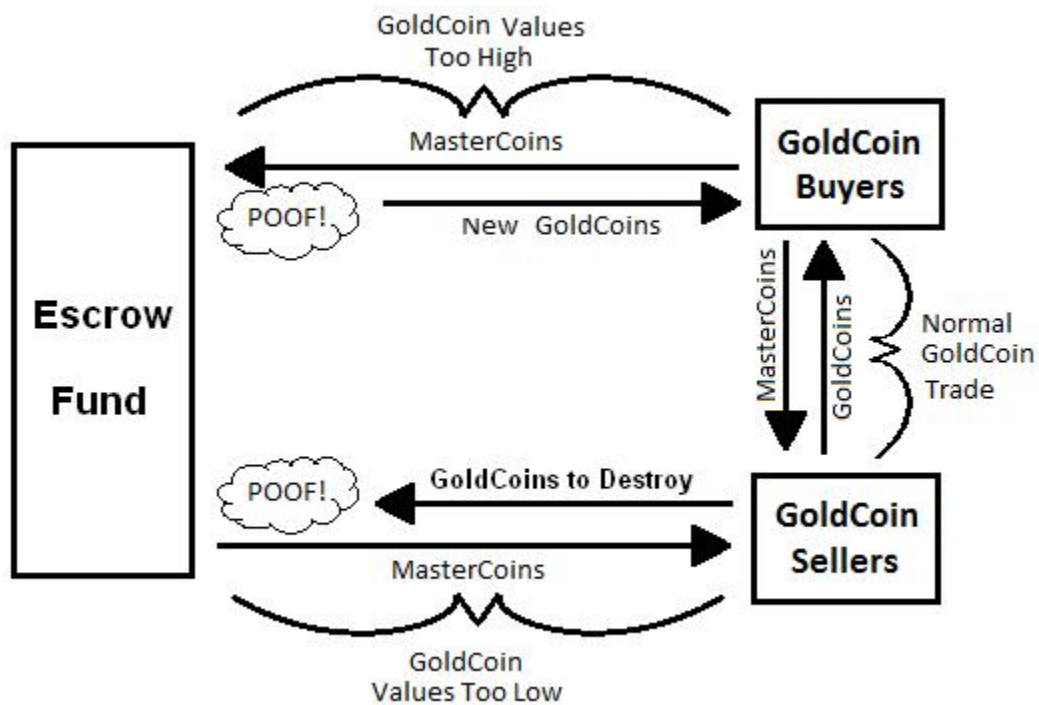 GoldCoin Values
Too High
MasterCoins
POOF!
New GoldCoins
GoldCoin
Buyers
Escrow
Fund
MasterCoins
GoldCoins
Normal
GoldCoin
Trade
POOF!
GoldCoins to Destroy
MasterCoins
GoldCoin
Sellers
GoldCoin
Values Too Low